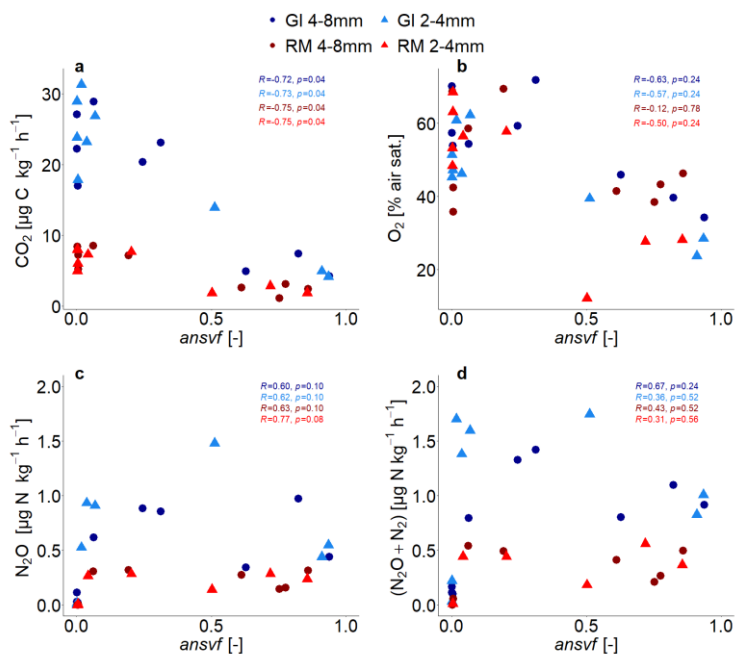 GI 4-8mm GI 2-4mm
RM 4-8mm RM 2-4mm
a
R=-0.72, p=0.04
R=-0.73, p=0.04
R=-0.75, p=0.04
R=-0.75, p=0.04
CO₂ [µg C kg⁻¹ h⁻¹]
30
20
10
0
0.0 0.5 1.0
ansvf [-]
b
R=-0.63, p=0.24
R=-0.57, p=0.24
R=-0.12, p=0.78
R=-0.50, p=0.24
O₂ [% air sat.]
60
40
20
0.0 0.5 1.0
ansvf [-]
c
R=0.60, p=0.10
R=0.62, p=0.10
R=0.63, p=0.10
R=0.77, p=0.08
N₂O [µg N kg⁻¹ h⁻¹]
2.0
1.5
1.0
0.5
0.0
0.0 0.5 1.0
ansvf [-]
d
R=0.67, p=0.24
R=0.36, p=0.52
R=0.43, p=0.52
R=0.31, p=0.56
(N₂O + N₂) [µg N kg⁻¹ h⁻¹]
2.0
1.5
1.0
0.5
0.0
0.0 0.5 1.0
ansvf [-]